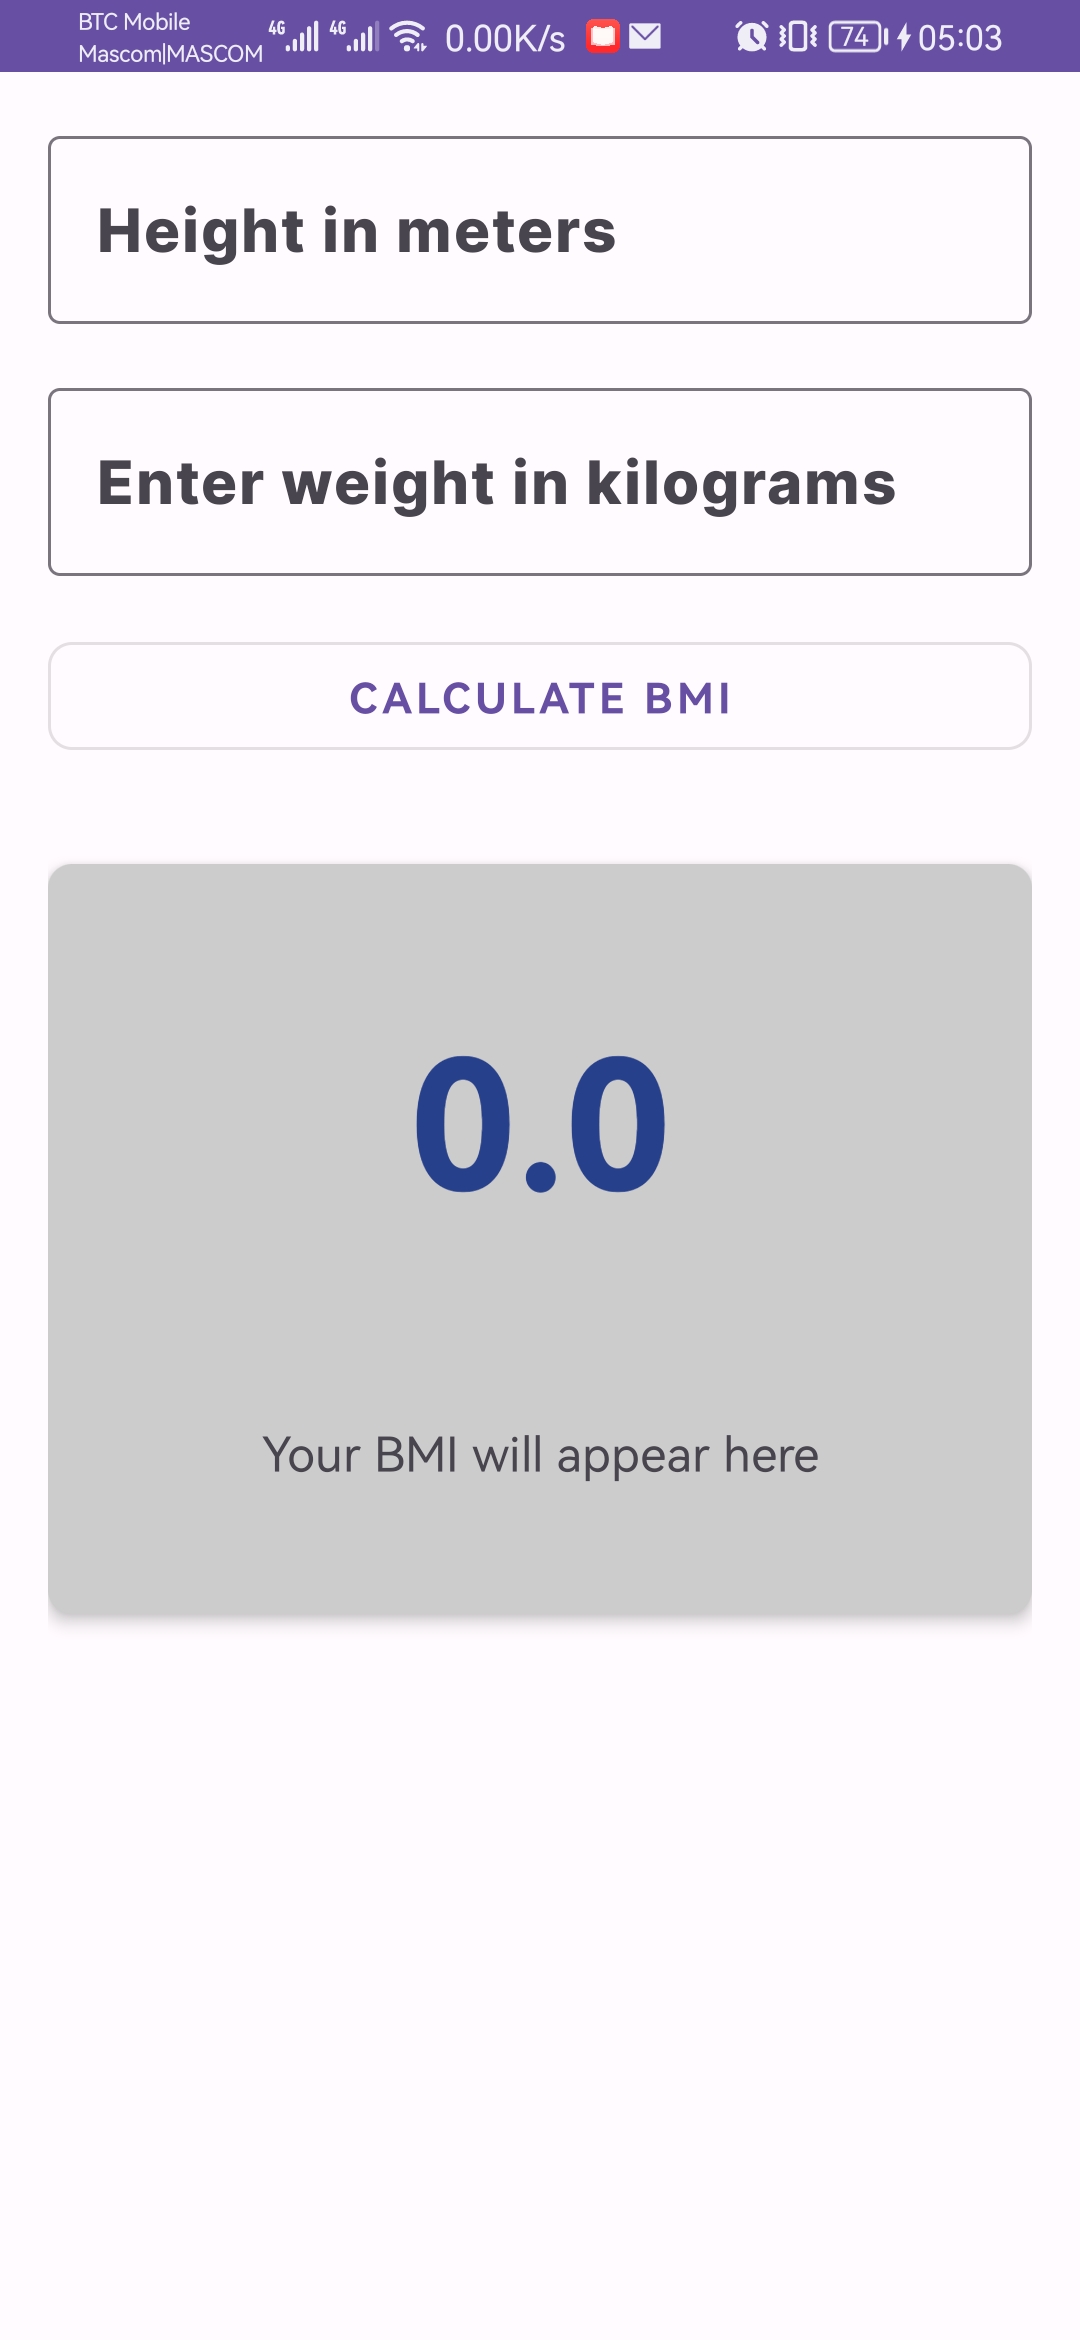 BTC Mobile
Mascom|MASCOM 4G 4G 0.00K/s 74 05:03
Height in meters
Enter weight in kilograms
CALCULATE BMI
0.0
Your BMI will appear here